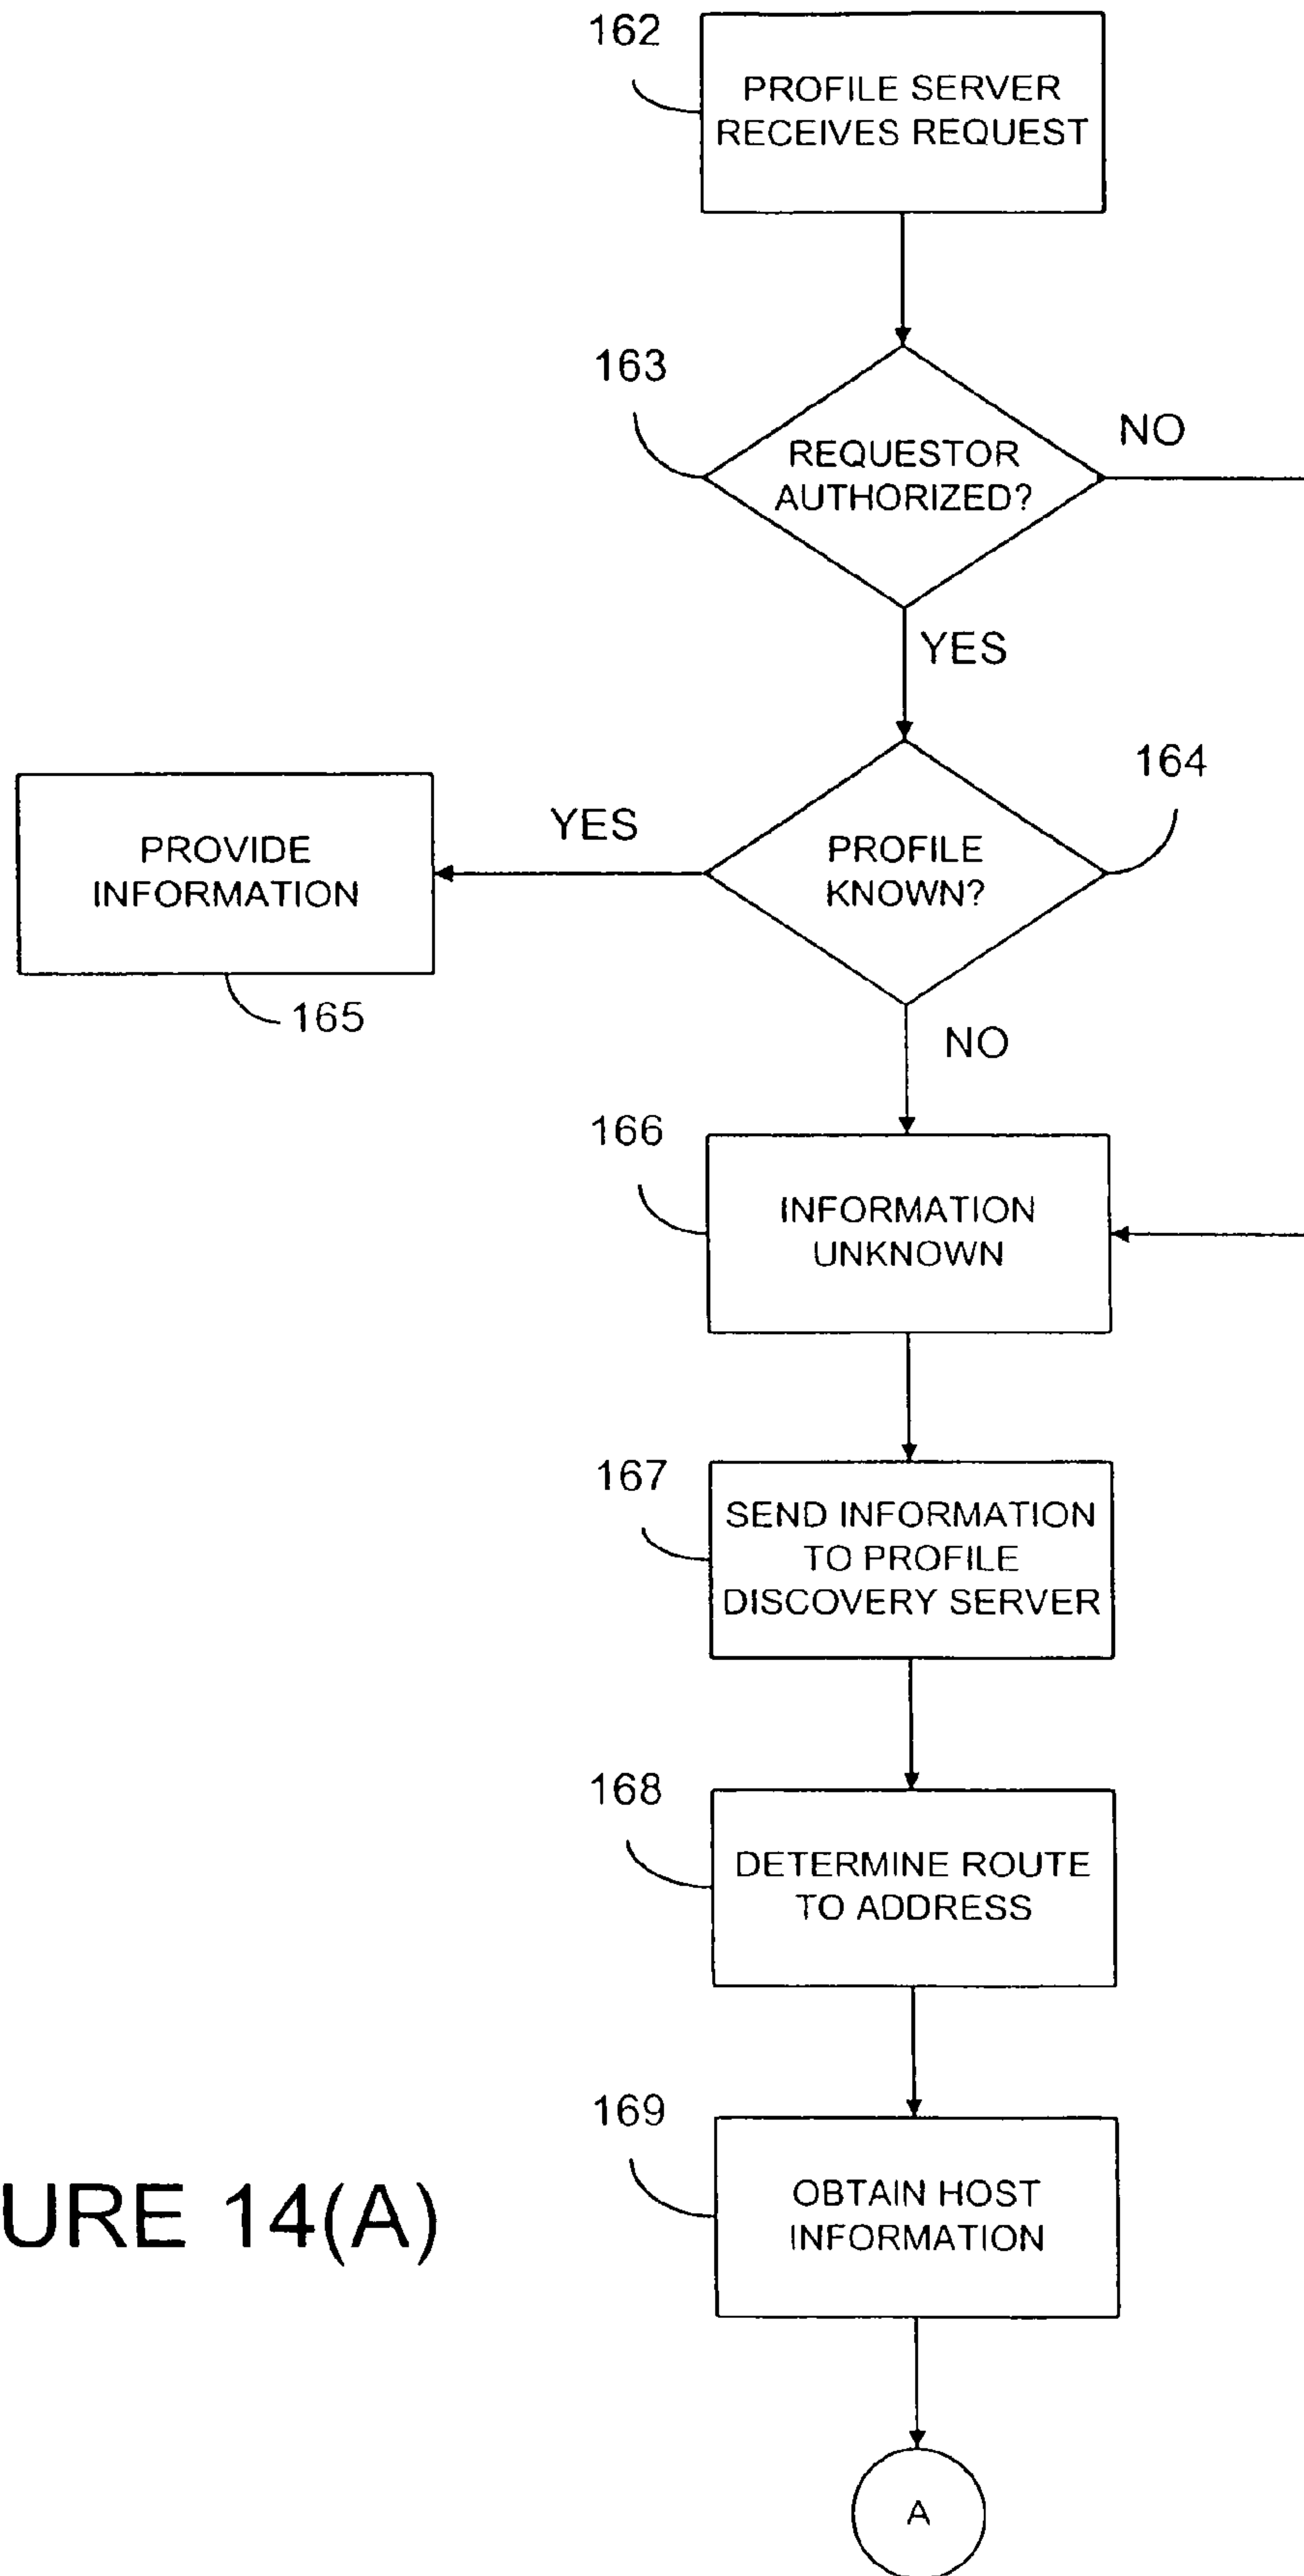 162
PROFILE SERVER
RECEIVES REQUEST
163
REQUESTOR
AUTHORIZED?
NO
YES
164
PROFILE
KNOWN?
YES
PROVIDE
INFORMATION
165
NO
166
INFORMATION
UNKNOWN
167
SEND INFORMATION
TO PROFILE
DISCOVERY SERVER
168
DETERMINE ROUTE
TO ADDRESS
169
OBTAIN HOST
INFORMATION
URE 14(A)
A